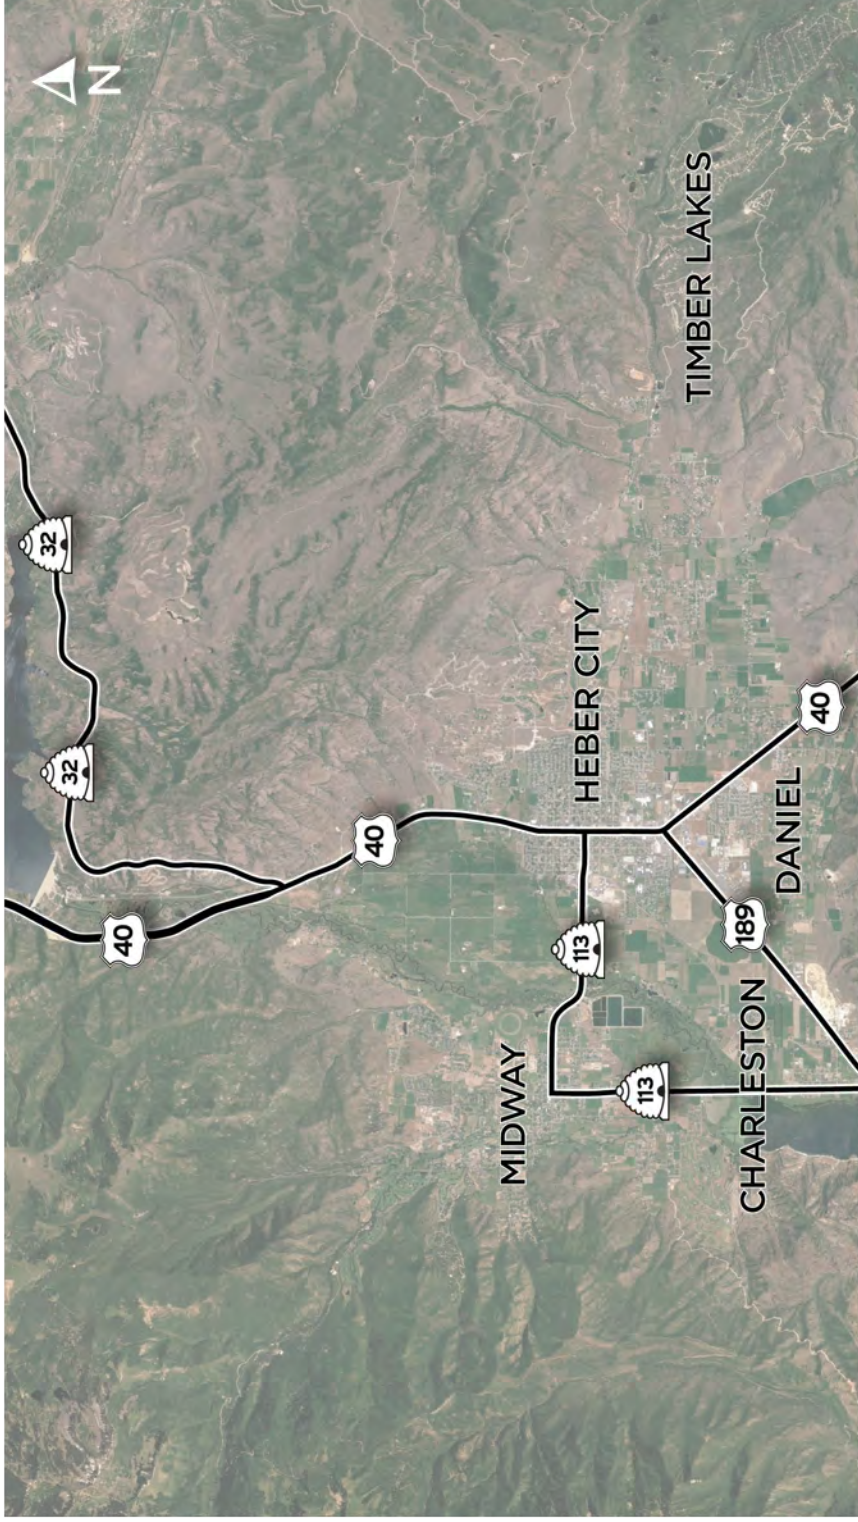 32
32
N
40
40
MIDWAY
113
HEBER CITY
113
TIMBER LAKES
CHARLESTON
189
DANIEL
40